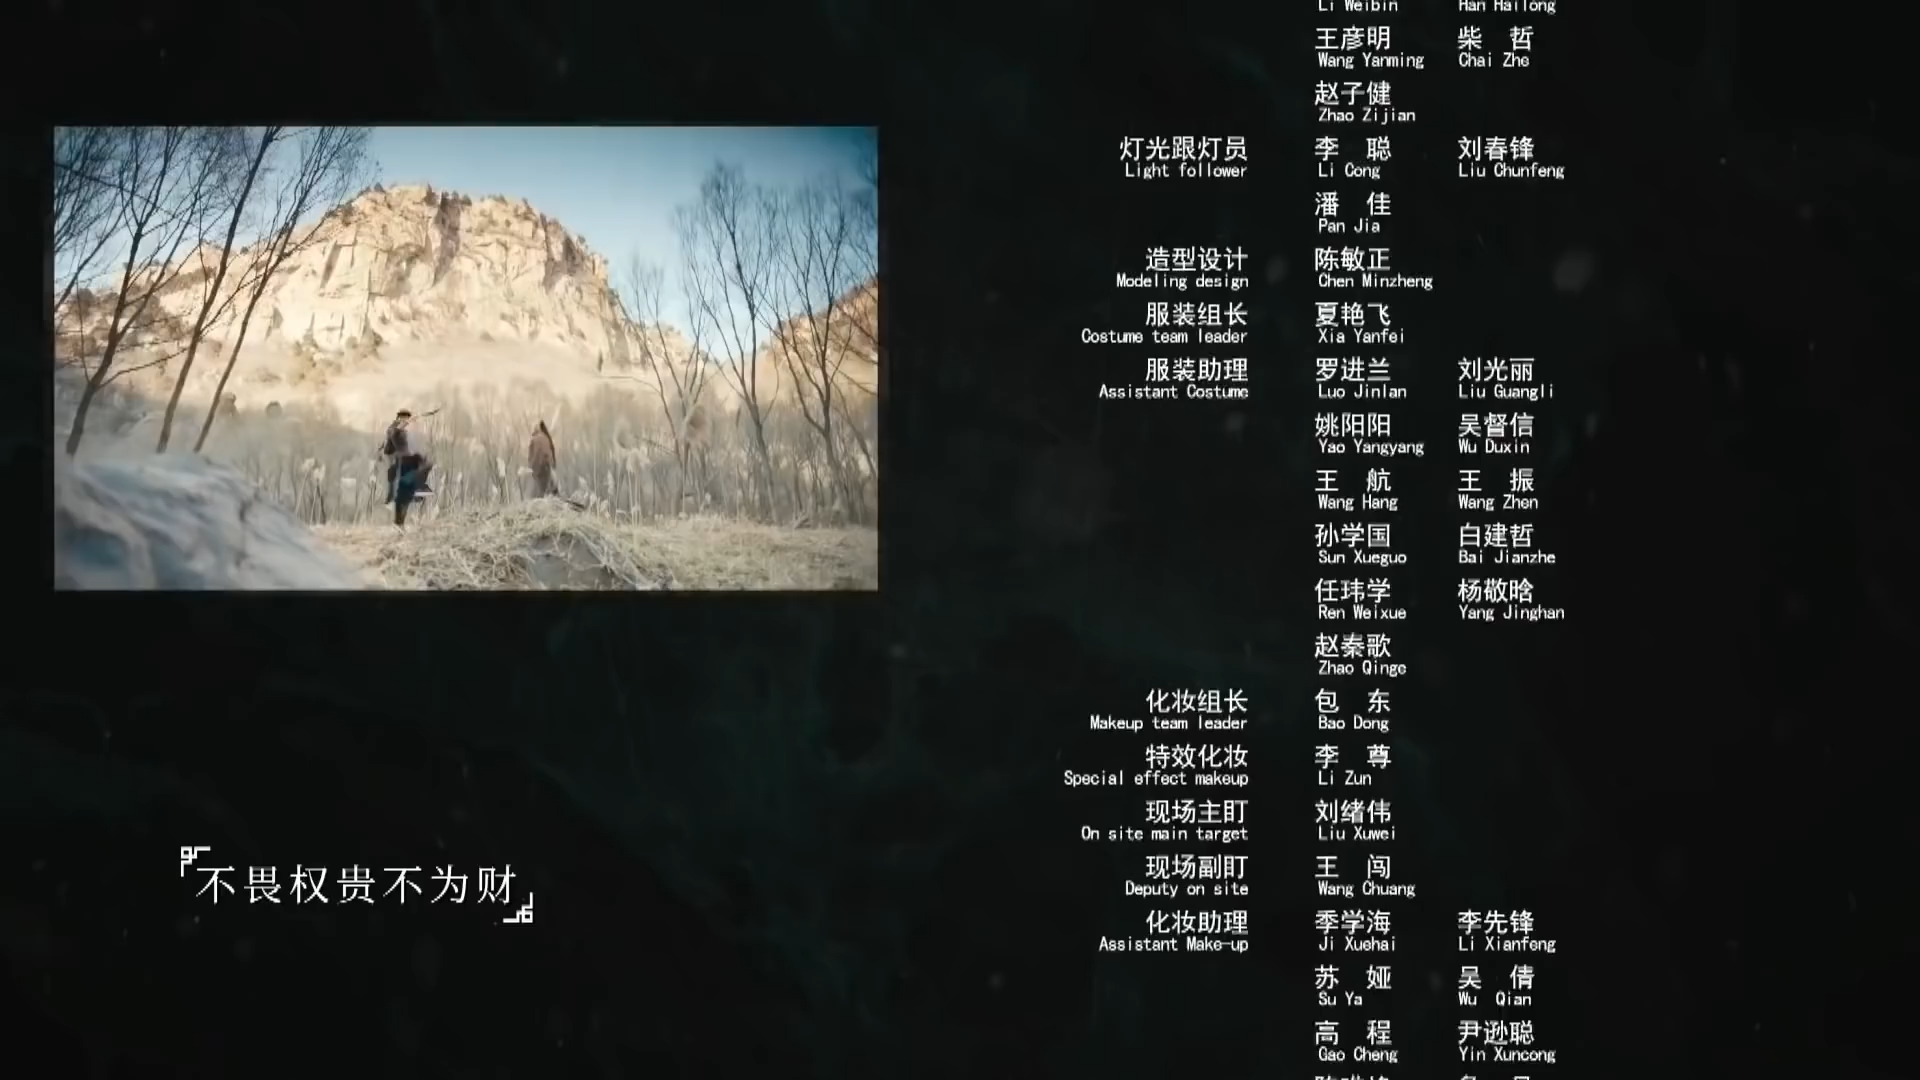 Li Weibin Han Hailong
王彦明 柴 哲
Wang Yanming Chai Zhe
赵子健
Zhao Zijian
灯光跟灯员 李 聪 刘春锋
Light follower Li Cong Liu Chunfeng
潘 佳
Pan Jia
造型设计 陈敏正
Modeling design Chen Minzheng
服装组长 夏艳飞
Costume team leader Xia Yanfei
服装助理 罗进兰 刘光丽
Assistant Costume Luo Jinlan Liu Guangli
姚阳阳 吴督信
Yao Yangyang Wu Duxin
王 航 王 振
Wang Hang Wang Zhen
孙学国 白建哲
Sun Xueguo Bai Jianzhe
任玮学 杨敬晗
Ren Weixue Yang Jinghan
赵秦歌
Zhao Qinge
化妆组长 包 东
Makeup team leader Bao Dong
特效化妆 李 尊
Special effect makeup Li Zun
现场主盯 刘绪伟
On site main target Liu Xuwei
现场副盯 王 闯
Deputy on site Wang Chuang
化妆助理 季学海 李先锋
Assistant Make-up Ji Xuehai Li Xianfeng
苏 娅 吴 倩
Su Ya Wu Qian
高 程 尹逊聪
Gao Cheng Yin Xuncong
不畏权贵不为财